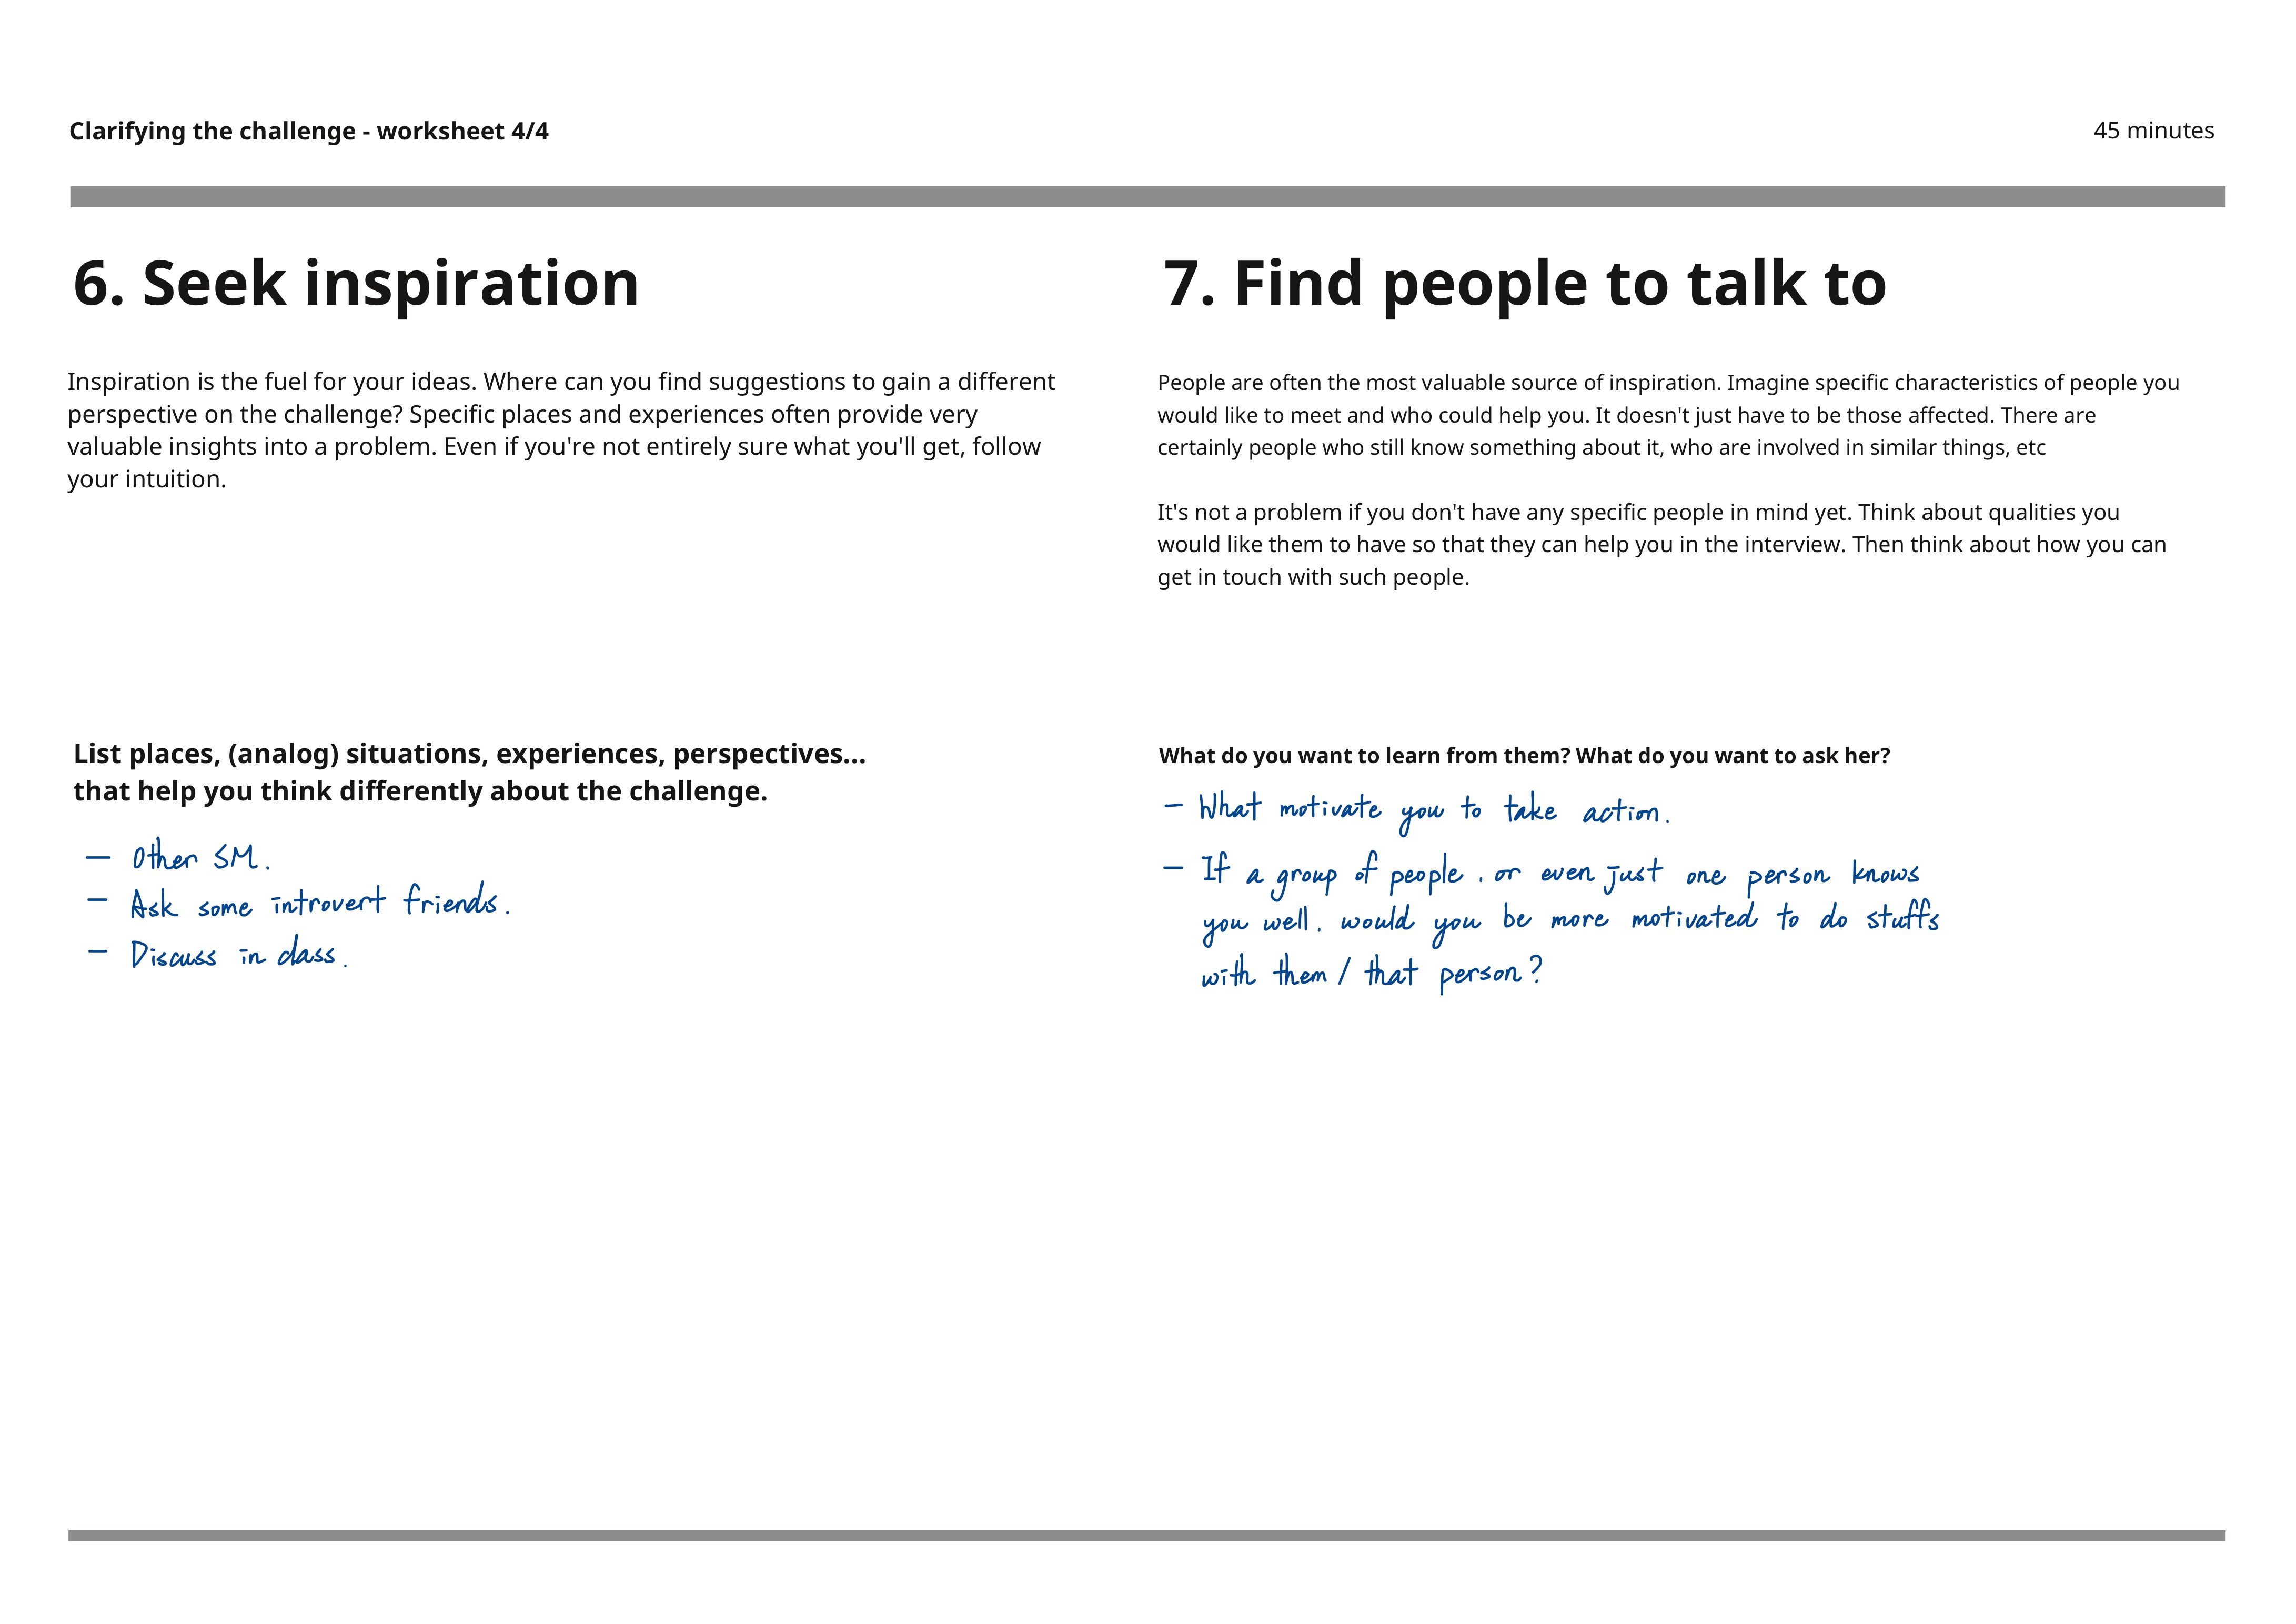 Clarifying the challenge - worksheet 4/4
45 minutes
6. Seek inspiration
Inspiration is the fuel for your ideas. Where can you find suggestions to gain a different
perspective on the challenge? Specific places and experiences often provide very
valuable insights into a problem. Even if you're not entirely sure what you'll get, follow
your intuition.
List places, (analog) situations, experiences, perspectives...
that help you think differently about the challenge.
— Other SM.
— Ask some introvert friends.
— Discuss in class.
7. Find people to talk to
People are often the most valuable source of inspiration. Imagine specific characteristics of people you
would like to meet and who could help you. It doesn't just have to be those affected. There are
certainly people who still know something about it, who are involved in similar things, etc
It's not a problem if you don't have any specific people in mind yet. Think about qualities you
would like them to have so that they can help you in the interview. Then think about how you can
get in touch with such people.
What do you want to learn from them? What do you want to ask her?
— What motivate you to take action.
— If a group of people, or even just one person knows
you well, would you be more motivated to do stuffs
with them / that person?